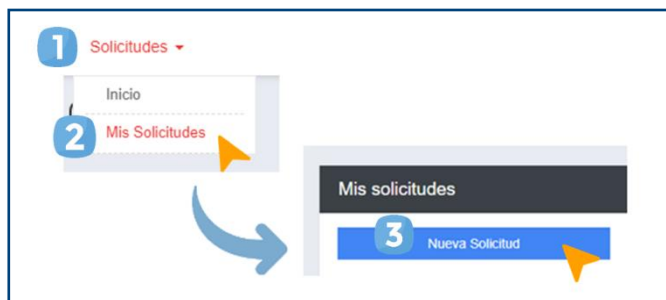 1 Solicitudes
Inicio
2 Mis Solicitudes
Mis solicitudes
3 Nueva Solicitud